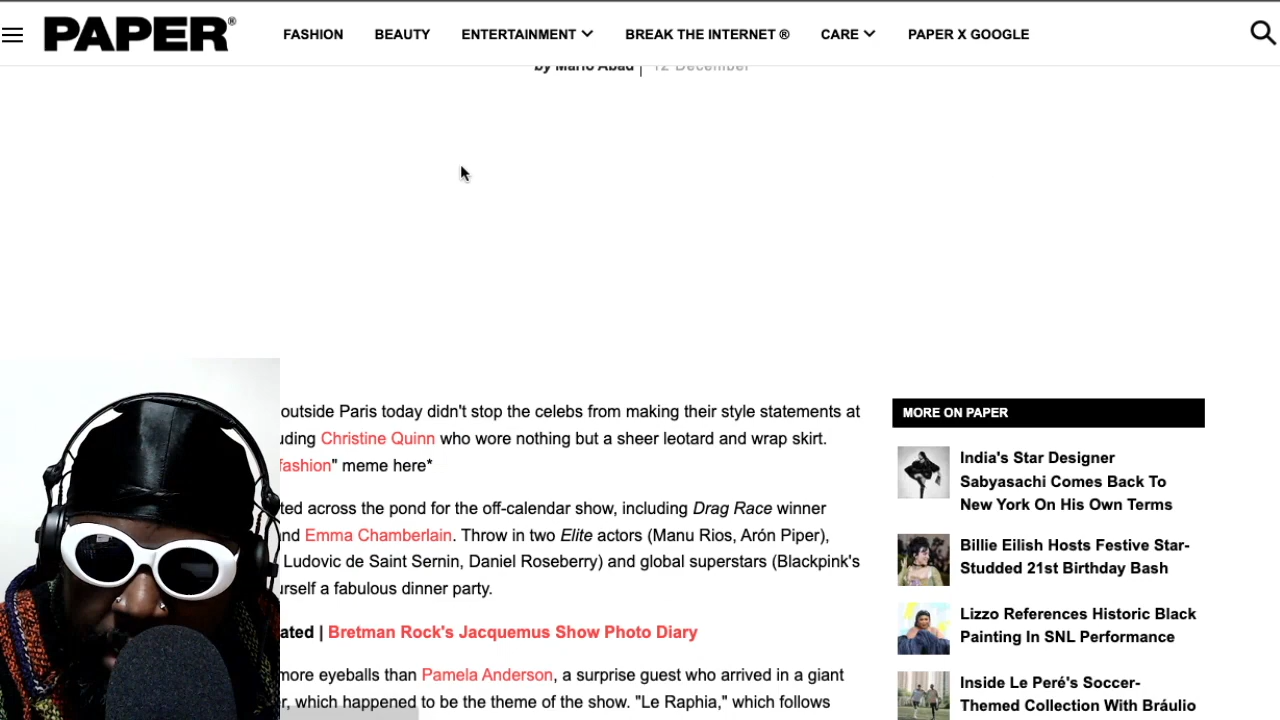 PAPER®
FASHION
BEAUTY
ENTERTAINMENT
BREAK THE INTERNET ®
CARE
PAPER X GOOGLE
by Mario Abad | 12 December
outside Paris today didn't stop the celebs from making their style statements at
uding Christine Quinn who wore nothing but a sheer leotard and wrap skirt.
fashion" meme here*
ted across the pond for the off-calendar show, including Drag Race winner
nd Emma Chamberlain. Throw in two Elite actors (Manu Rios, Arón Piper),
Ludovic de Saint Sernin, Daniel Roseberry) and global superstars (Blackpink's
urself a fabulous dinner party.
ated | Bretman Rock's Jacquemus Show Photo Diary
more eyeballs than Pamela Anderson, a surprise guest who arrived in a giant
r, which happened to be the theme of the show. "Le Raphia," which follows
MORE ON PAPER
India's Star Designer
Sabyasachi Comes Back To
New York On His Own Terms
Billie Eilish Hosts Festive Star-
Studded 21st Birthday Bash
Lizzo References Historic Black
Painting In SNL Performance
Inside Le Peré's Soccer-
Themed Collection With Bráulio